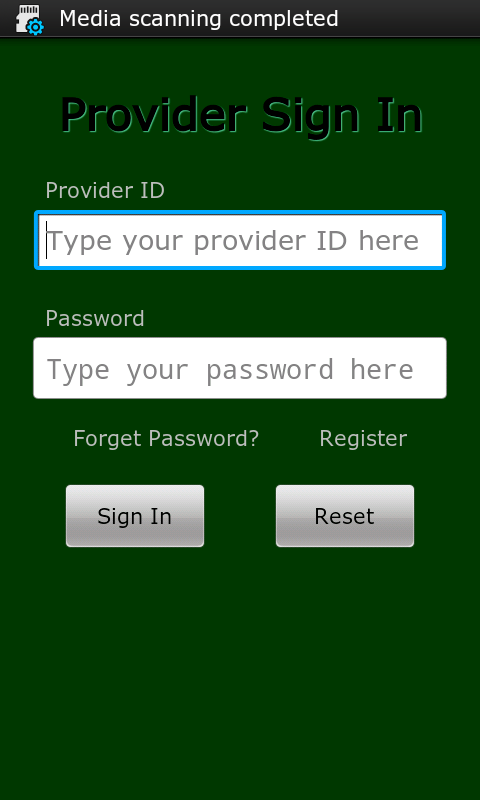 Media scanning completed
Provider Sign In
Provider ID
Type your provider ID here
Password
Type your password here
Forget Password? Register
Sign In Reset